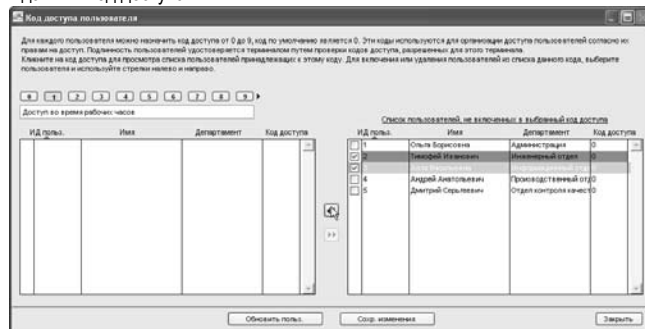 Код доступа пользователя
Для каждого пользователя можно назначить код доступа от 0 до 9, код по умолчанию является 0. Эти коды используются для организации доступа пользователей согласно их
правам на доступ. Подлинность пользователей удостоверяется терминалом путем проверки кодов доступа, разрешенных для этого терминала.
Кликните на код доступа для просмотра списка пользователей принадлежащих к этому коду. Для включения или удаления пользователей из списка данного кода, выберите
пользователя и используйте стрелки налево и направо.
0 1 2 3 4 5 6 7 8 9
Доступ во время рабочих часов
Список пользователей, не включенных в выбранный код доступа
ИД польз. Имя Департамент Код доступа ИД польз. Имя Департамент Код доступа
1 Ольга Борисовна Администрация 0
2 Тимофей Иванович Инженерный отдел 0
3
4 Андрей Анатольевич Производственный отд 0
5 Дмитрий Сергеевич Отдел контроля качест 0
>>
Обновить польз. Сохр. изменения Закрыть